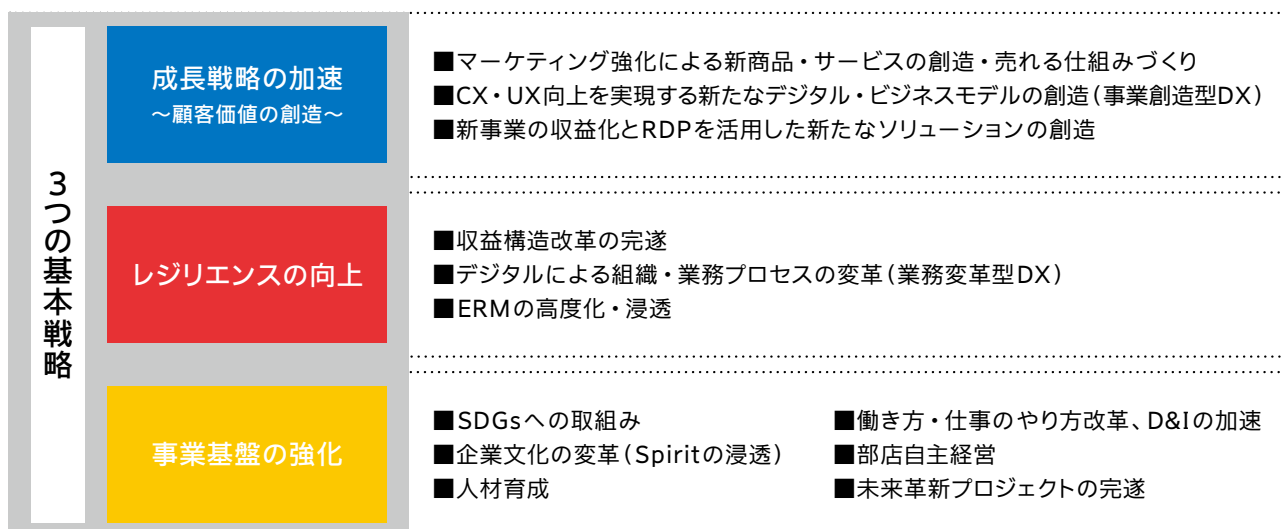 3つの基本戦略
成長戦略の加速
～顧客価値の創造～
■マーケティング強化による新商品・サービスの創造・売れる仕組みづくり
■CX・UX向上を実現する新たなデジタル・ビジネスモデルの創造（事業創造型DX）
■新事業の収益化とRDPを活用した新たなソリューションの創造
レジリエンスの向上
■収益構造改革の完遂
■デジタルによる組織・業務プロセスの変革（業務変革型DX）
■ERMの高度化・浸透
事業基盤の強化
■SDGsへの取組み
■企業文化の変革（Spiritの浸透）
■人材育成
■働き方・仕事のやり方改革、D&Iの加速
■部店自主経営
■未来革新プロジェクトの完遂